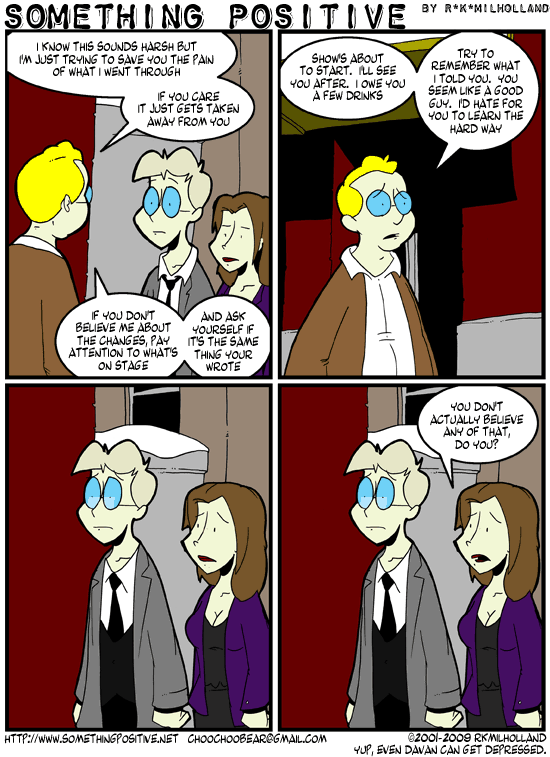 SOMETHING POSITIVE BY R*K*MILHOLLAND
I KNOW THIS SOUNDS HARSH BUT
I'M JUST TRYING TO SAVE YOU THE PAIN
OF WHAT I WENT THROUGH
IF YOU CARE
IT JUST GETS TAKEN
AWAY FROM YOU
IF YOU DON'T
BELIEVE ME ABOUT
THE CHANGES, PAY
ATTENTION TO WHAT'S
ON STAGE
AND ASK
YOURSELF IF
IT'S THE SAME
THING YOUR
WROTE
SHOW'S ABOUT
TO START. I'LL SEE
YOU AFTER. I OWE YOU
A FEW DRINKS
TRY TO
REMEMBER WHAT
I TOLD YOU. YOU
SEEM LIKE A GOOD
GUY. I'D HATE FOR
YOU TO LEARN THE
HARD WAY
YOU DON'T
ACTUALLY BELIEVE
ANY OF THAT,
DO YOU?
HTTP://WWW.SOMETHINGPOSITIVE.NET CHOOCHOOBEAR@GMAIL.COM
©2001-2009 RKMILHOLLAND
YUP, EVEN DAVAN CAN GET DEPRESSED.